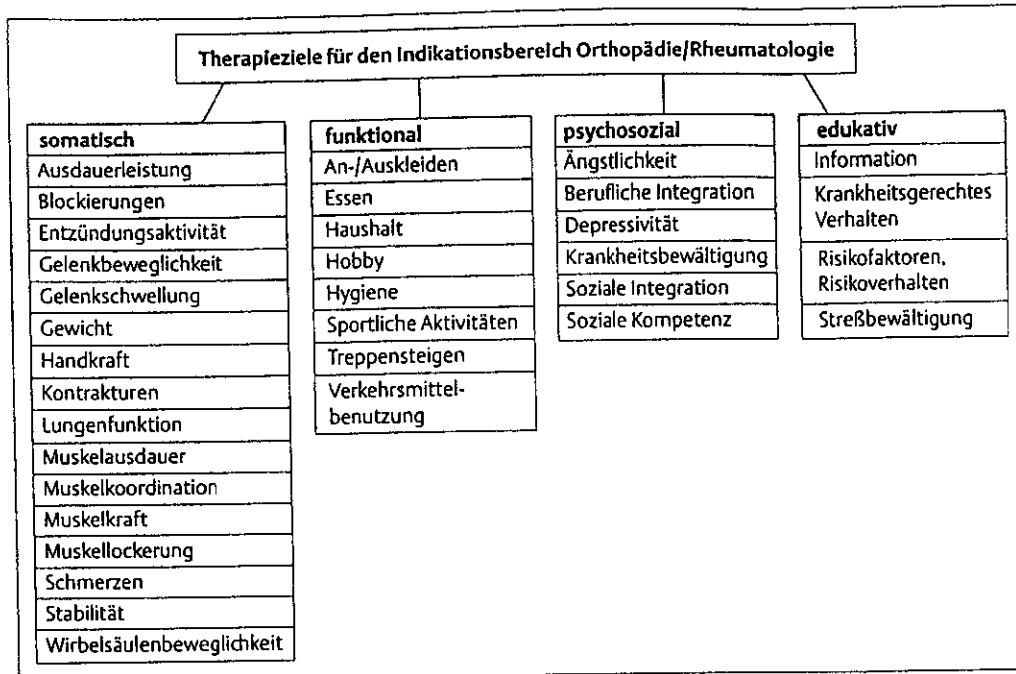 Therapieziele für den Indikationsbereich Orthopädie/Rheumatologie
somatisch
Ausdauerleistung
Blockierungen
Entzündungsaktivität
Gelenkbeweglichkeit
Gelenkschwellung
Gewicht
Handkraft
Kontrakturen
Lungenfunktion
Muskelausdauer
Muskelkoordination
Muskelkraft
Muskellockerung
Schmerzen
Stabilität
Wirbelsäulenbeweglichkeit
funktional
An-/Auskleiden
Essen
Haushalt
Hobby
Hygiene
Sportliche Aktivitäten
Treppensteigen
Verkehrsmittel-
benutzung
psychosozial
Ängstlichkeit
Berufliche Integration
Depressivität
Krankheitsbewältigung
Soziale Integration
Soziale Kompetenz
edukativ
Information
Krankheitsgerechtes
Verhalten
Risikofaktoren,
Risikoverhalten
Streßbewältigung